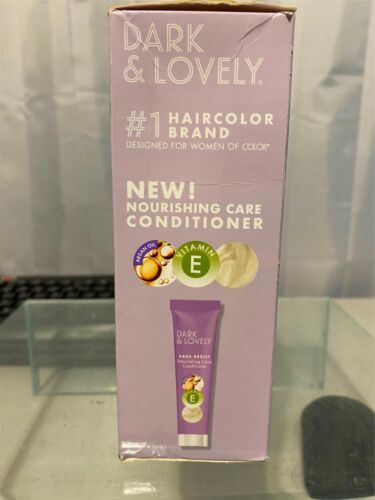 DARK
& LOVELY®
#1 HAIRCOLOR
BRAND
DESIGNED FOR WOMEN OF COLOR*
NEW!
NOURISHING CARE
CONDITIONER
ARGAN OIL
VITAMIN
E
DARK
& LOVELY
FADE RESIST
Nourishing Care
Conditioner
E